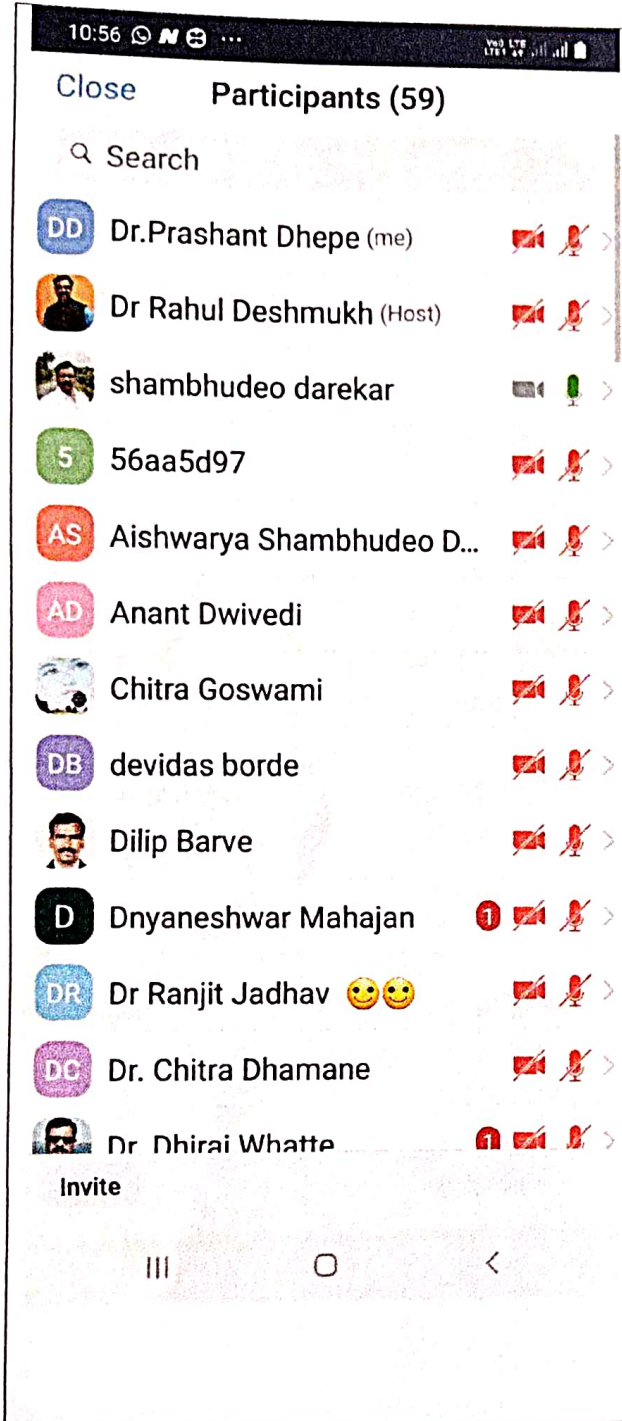 10:56 N ...
Close Participants (59)
Search
DD Dr.Prashant Dhepe (me)
Dr Rahul Deshmukh (Host)
shambhudeo darekar
5 56aa5d97
AS Aishwarya Shambhudeo D...
AD Anant Dwivedi
Chitra Goswami
DB devidas borde
Dilip Barve
D Dnyaneshwar Mahajan 1
DR Dr Ranjit Jadhav 🙂🙂
DC Dr. Chitra Dhamane
Dr. Dhiraj Whatte 1
Invite